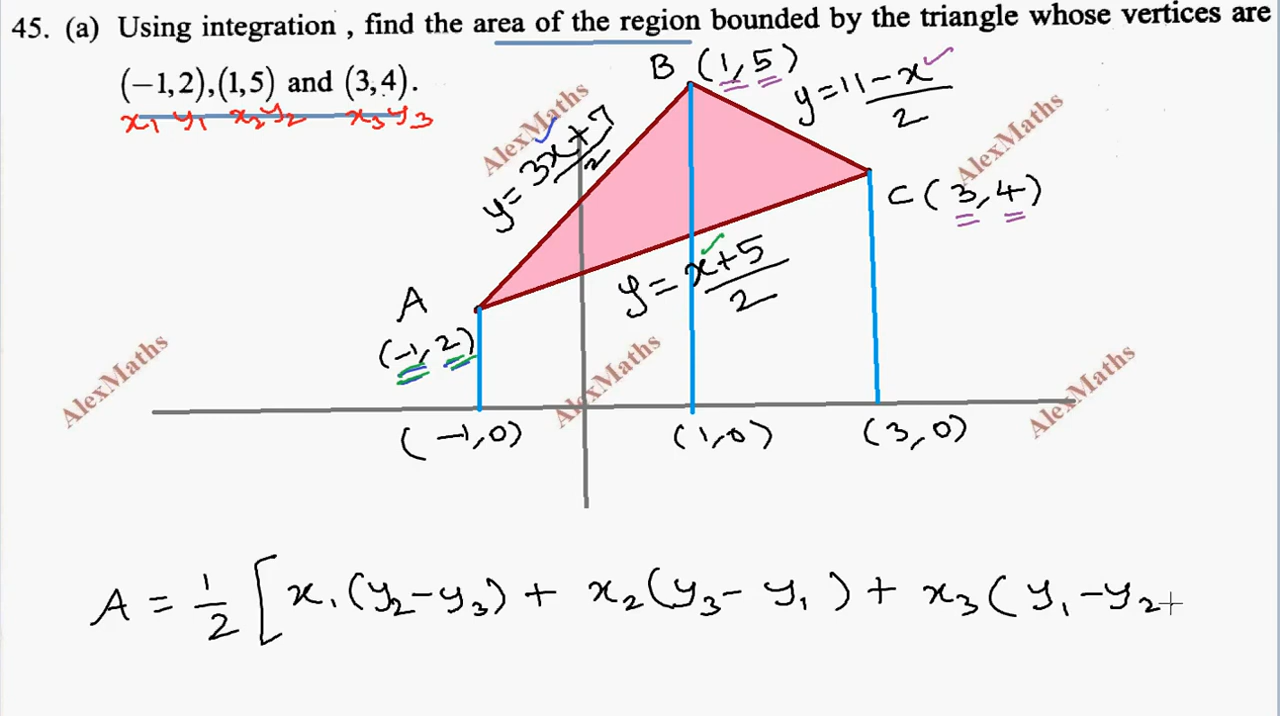 45. (a) Using integration , find the area of the region bounded by the triangle whose vertices are
(−1,2),(1,5) and (3,4).
x₁ y₁ x₂ y₂ x₃ y₃
B (1, 5)
y = (11 − x)/2
y = (3x + 7)/2
C (3, 4)
y = (x + 5)/2
A
(−1, 2)
(−1, 0) (1, 0) (3, 0)
A = 1/2 [ x₁ (y₂ − y₃) + x₂ (y₃ − y₁) + x₃ (y₁ − y₂
AlexMaths
AlexMaths
AlexMaths
AlexMaths
AlexMaths